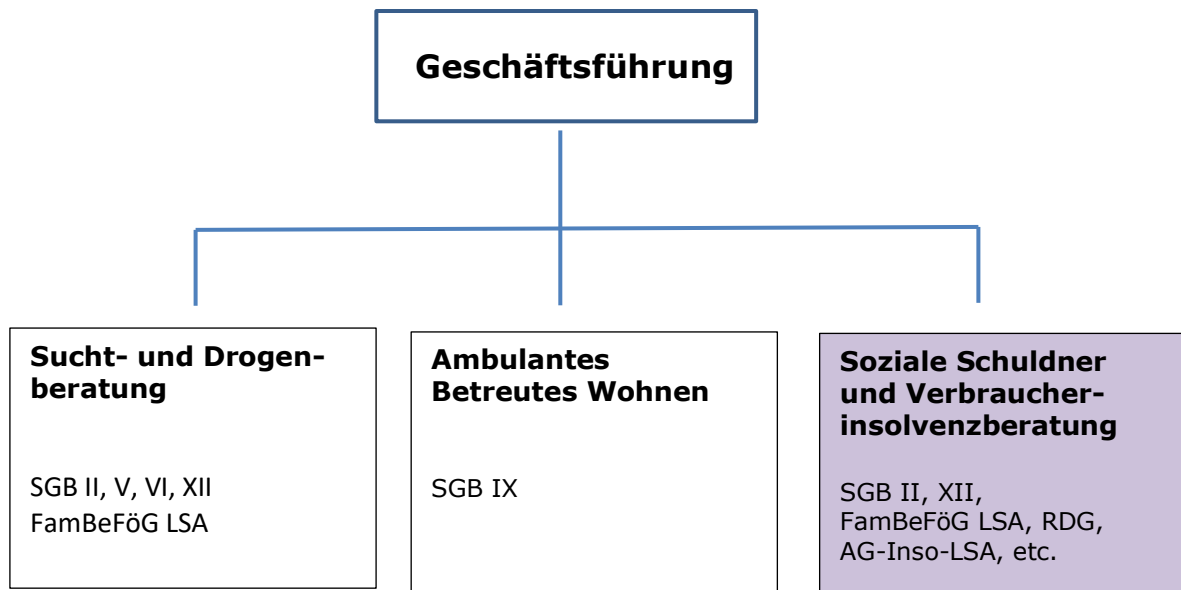 Geschäftsführung
Sucht- und Drogen-
beratung
SGB II, V, VI, XII
FamBeFöG LSA
Ambulantes
Betreutes Wohnen
SGB IX
Soziale Schuldner
und Verbraucher-
insolvenzberatung
SGB II, XII,
FamBeFöG LSA, RDG,
AG-Inso-LSA, etc.